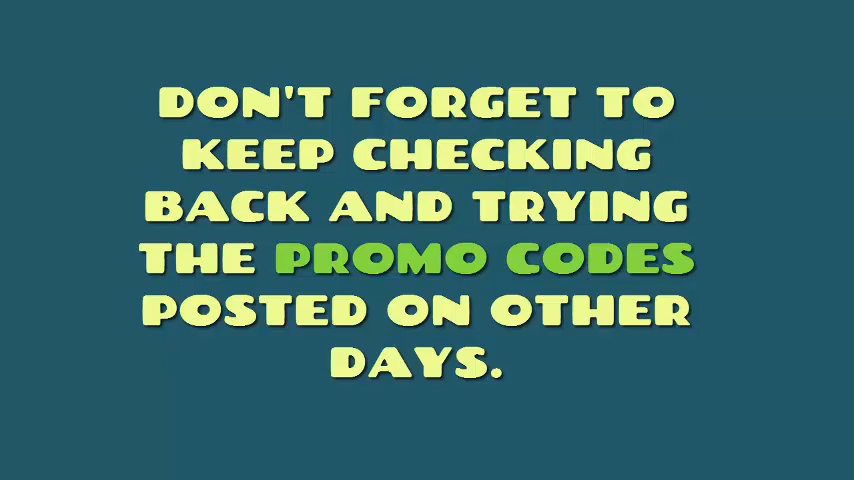 DON'T FORGET TO
KEEP CHECKING
BACK AND TRYING
THE PROMO CODES
POSTED ON OTHER
DAYS.